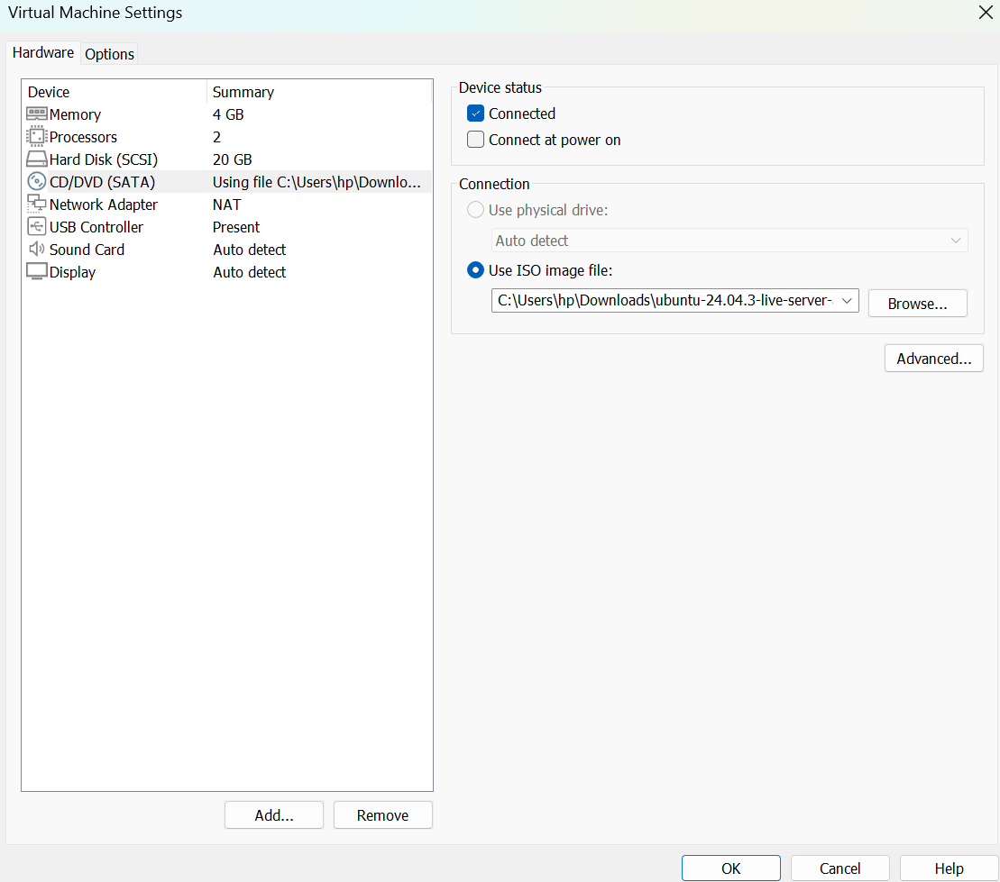 Virtual Machine Settings
Hardware Options
Device Summary
Memory 4 GB
Processors 2
Hard Disk (SCSI) 20 GB
CD/DVD (SATA) Using file C:\Users\hp\Downlo...
Network Adapter NAT
USB Controller Present
Sound Card Auto detect
Display Auto detect
Add... Remove
Device status
Connected
Connect at power on
Connection
Use physical drive:
Auto detect
Use ISO image file:
C:\Users\hp\Downloads\ubuntu-24.04.3-live-server- Browse...
Advanced...
OK Cancel Help